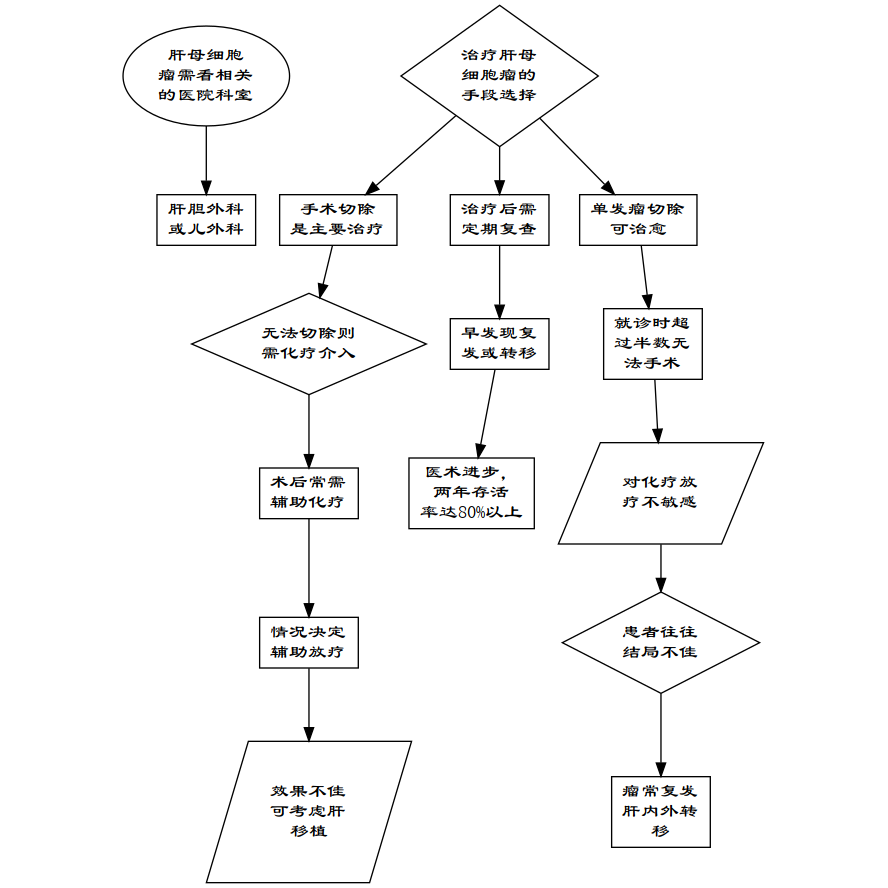 肝母细胞
瘤需看相关
的医院科室
治疗肝母
细胞瘤的
手段选择
肝胆外科
或儿外科
手术切除
是主要治疗
治疗后需
定期复查
单发瘤切除
可治愈
无法切除则
需化疗介入
早发现复
发或转移
就诊时超
过半数无
法手术
术后常需
辅助化疗
医术进步，
两年存活
率达80%以上
对化疗放
疗不敏感
情况决定
辅助放疗
患者往往
结局不佳
效果不佳
可考虑肝
移植
瘤常复发
肝内外转
移